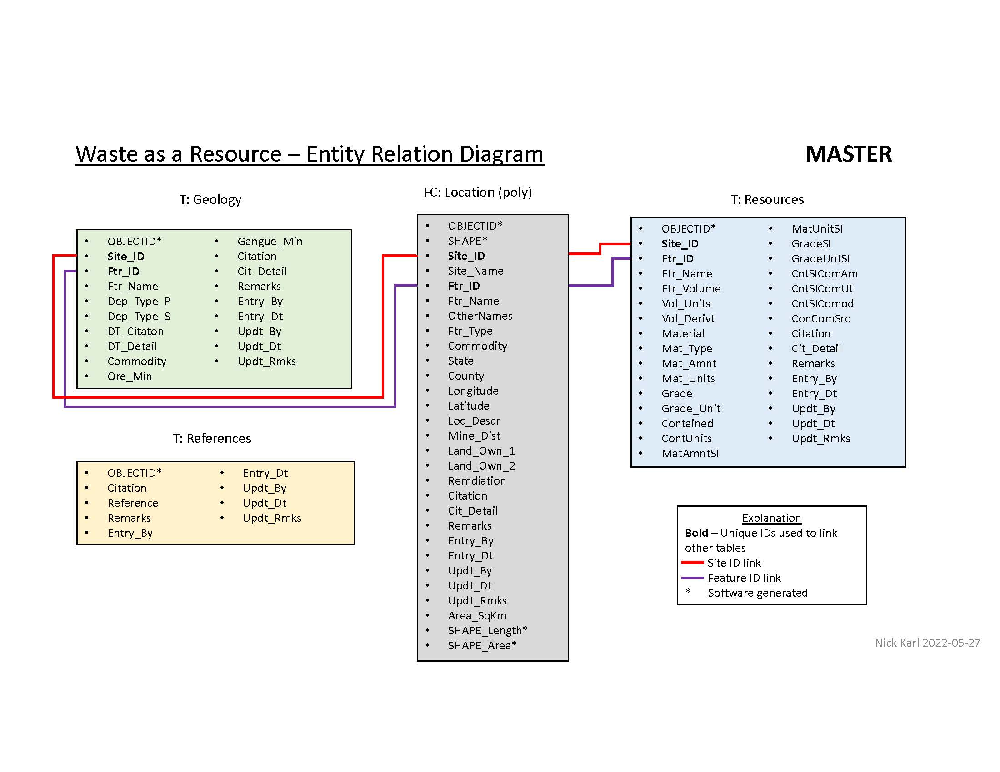 Waste as a Resource – Entity Relation Diagram
MASTER
T: Geology
• OBJECTID*
• Site_ID
• Ftr_ID
• Ftr_Name
• Dep_Type_P
• Dep_Type_S
• DT_Citaton
• DT_Detail
• Commodity
• Ore_Min
• Gangue_Min
• Citation
• Cit_Detail
• Remarks
• Entry_By
• Entry_Dt
• Updt_By
• Updt_Dt
• Updt_Rmks
T: References
• OBJECTID*
• Citation
• Reference
• Remarks
• Entry_By
• Entry_Dt
• Updt_By
• Updt_Dt
• Updt_Rmks
FC: Location (poly)
• OBJECTID*
• SHAPE*
• Site_ID
• Site_Name
• Ftr_ID
• Ftr_Name
• OtherNames
• Ftr_Type
• Commodity
• State
• County
• Longitude
• Latitude
• Loc_Descr
• Mine_Dist
• Land_Own_1
• Land_Own_2
• Remdiation
• Citation
• Cit_Detail
• Remarks
• Entry_By
• Entry_Dt
• Updt_By
• Updt_Dt
• Updt_Rmks
• Area_SqKm
• SHAPE_Length*
• SHAPE_Area*
T: Resources
• OBJECTID*
• Site_ID
• Ftr_ID
• Ftr_Name
• Ftr_Volume
• Vol_Units
• Vol_Derivt
• Material
• Mat_Type
• Mat_Amnt
• Mat_Units
• Grade
• Grade_Unit
• Contained
• ContUnits
• MatAmntSI
• MatUnitSI
• GradeSI
• GradeUntSI
• CntSIComAm
• CntSIComUt
• CntSIComod
• ConComSrc
• Citation
• Cit_Detail
• Remarks
• Entry_By
• Entry_Dt
• Updt_By
• Updt_Dt
• Updt_Rmks
Explanation
Bold – Unique IDs used to link
other tables
Site ID link
Feature ID link
* Software generated
Nick Karl 2022-05-27